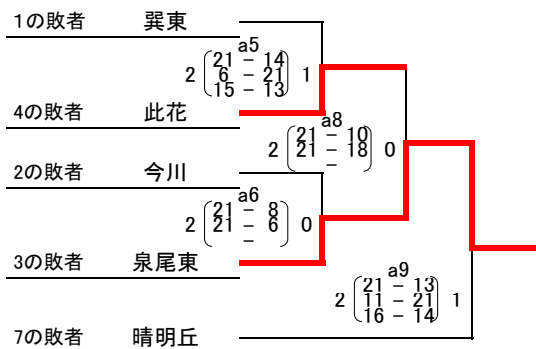 1の敗者 巽東
a5
2 21 - 14 1
6 - 21
15 - 13
4の敗者 此花
a8
2 21 - 10 0
21 - 18
-
2の敗者 今川
a6
2 21 - 8 0
21 - 6
-
3の敗者 泉尾東
a9
2 21 - 13 1
11 - 21
16 - 14
7の敗者 晴明丘